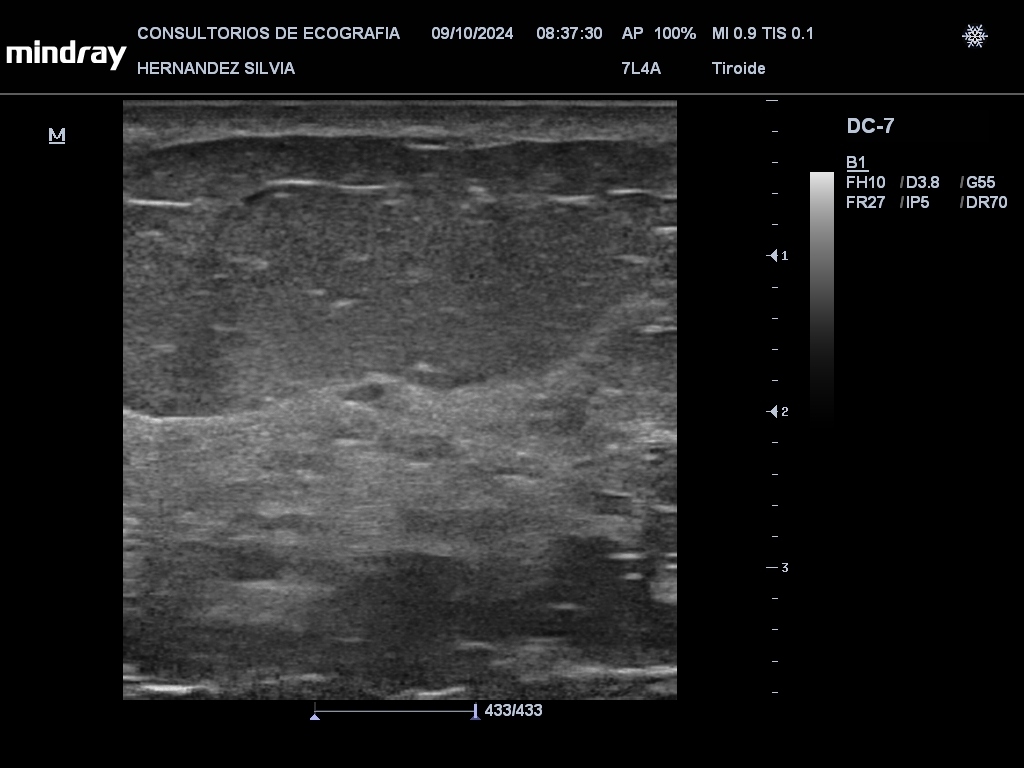 mindray
CONSULTORIOS DE ECOGRAFIA 09/10/2024 08:37:30 AP 100% MI 0.9 TIS 0.1
HERNANDEZ SILVIA 7L4A Tiroide
M
DC-7
B1
FH10 /D3.8 /G55
FR27 /IP5 /DR70
1
2
3
433/433